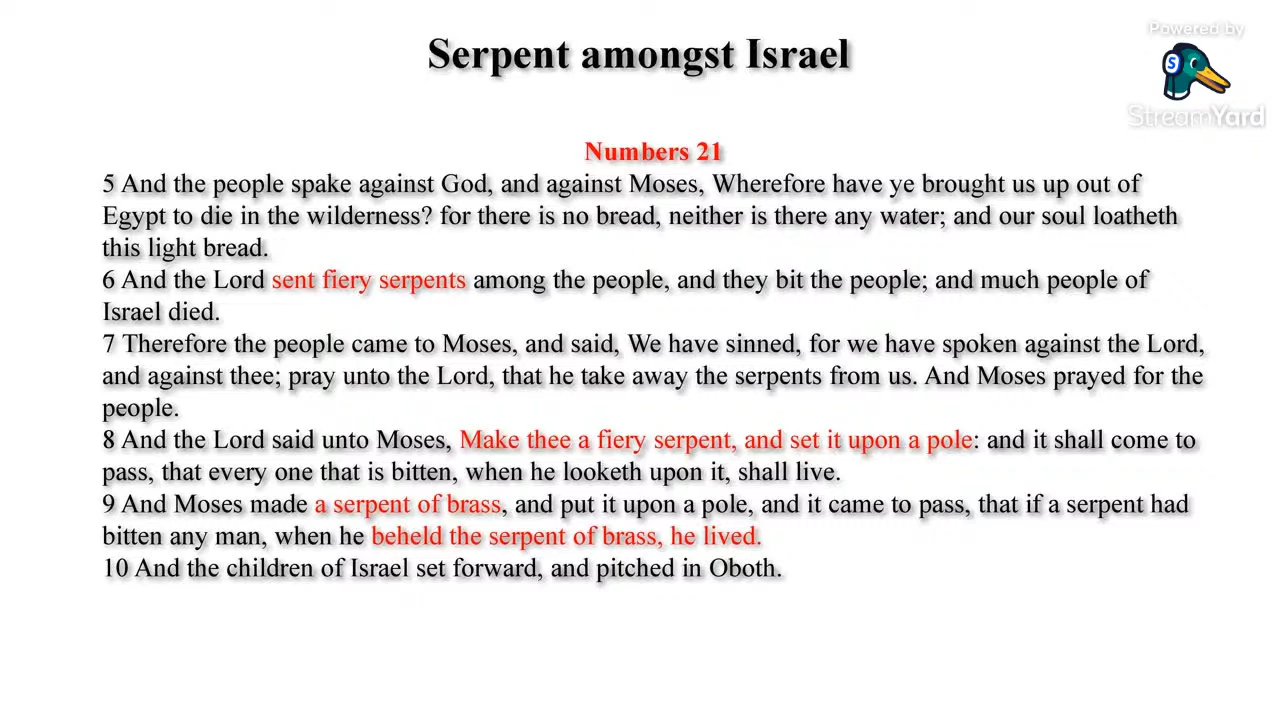 Serpent amongst Israel
Powered by
S
StreamYard
Numbers 21
5 And the people spake against God, and against Moses, Wherefore have ye brought us up out of
Egypt to die in the wilderness? for there is no bread, neither is there any water; and our soul loatheth
this light bread.
6 And the Lord sent fiery serpents among the people, and they bit the people; and much people of
Israel died.
7 Therefore the people came to Moses, and said, We have sinned, for we have spoken against the Lord,
and against thee; pray unto the Lord, that he take away the serpents from us. And Moses prayed for the
people.
8 And the Lord said unto Moses, Make thee a fiery serpent, and set it upon a pole: and it shall come to
pass, that every one that is bitten, when he looketh upon it, shall live.
9 And Moses made a serpent of brass, and put it upon a pole, and it came to pass, that if a serpent had
bitten any man, when he beheld the serpent of brass, he lived.
10 And the children of Israel set forward, and pitched in Oboth.